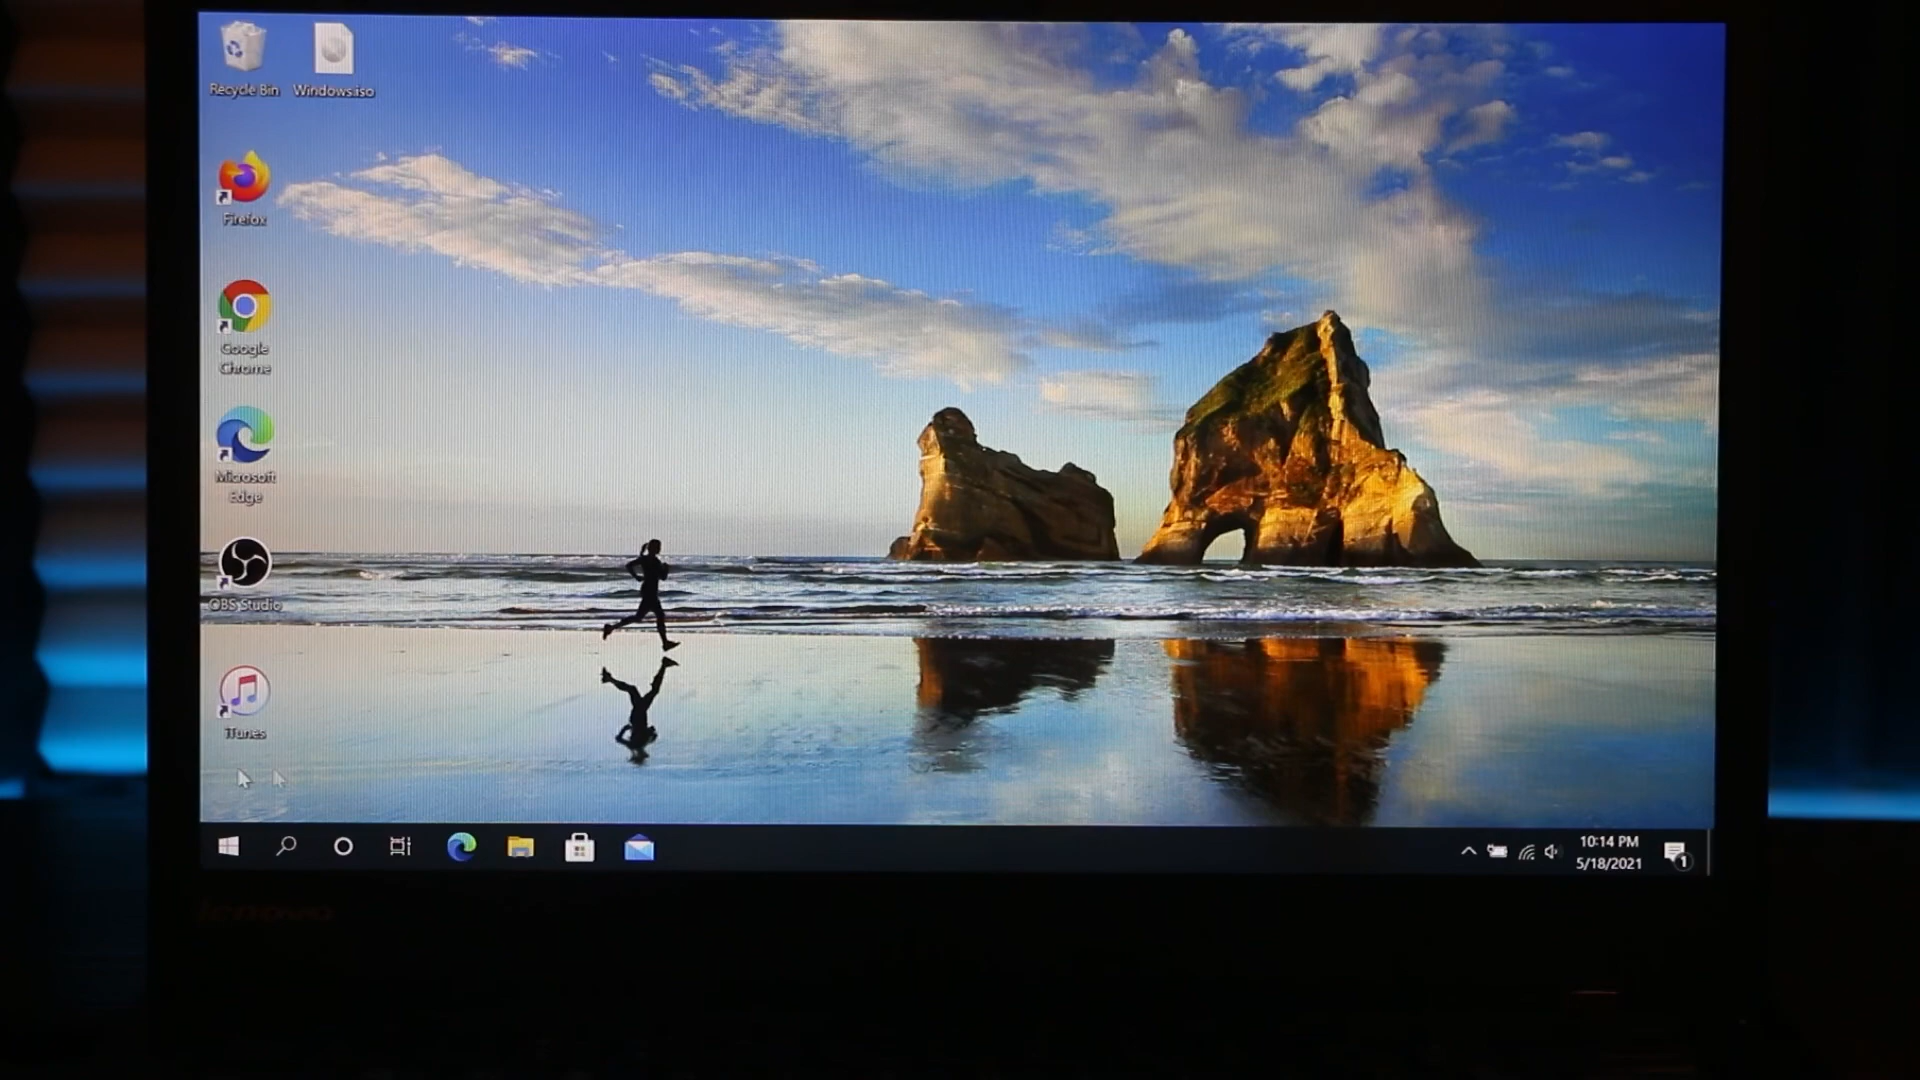 Recycle Bin
Windows.iso
Firefox
Google
Chrome
Microsoft
Edge
OBS Studio
iTunes
10:14 PM
5/18/2021
1
lenovo